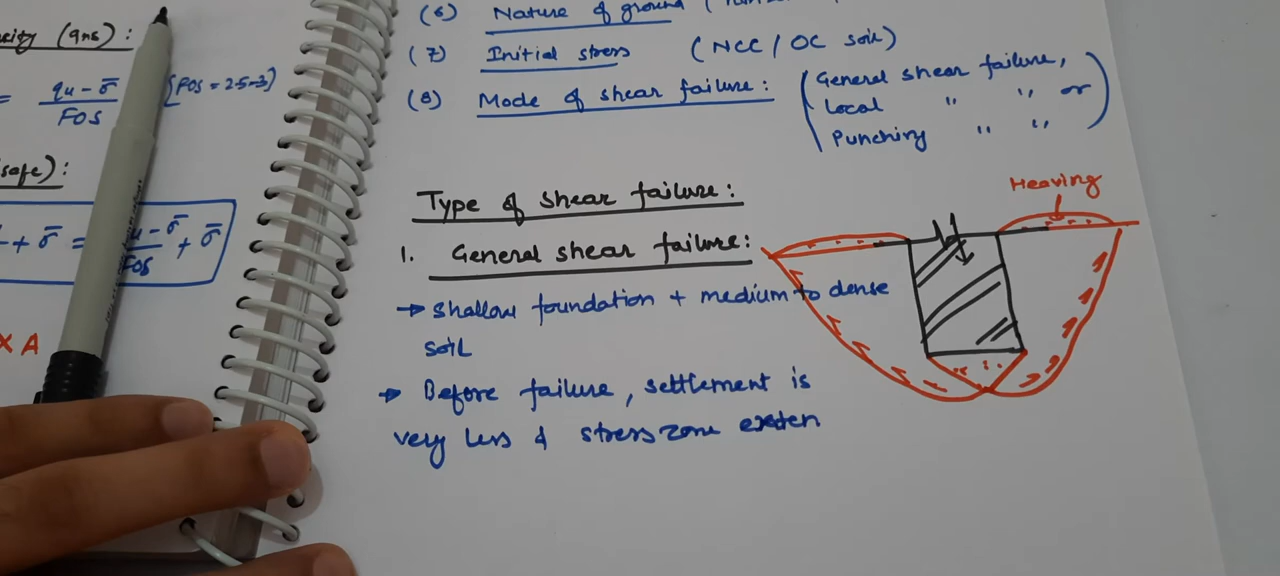 (qns):
= qu - σ̄ / FOS [FOS = 2.5-3]
safe):
+ σ̄ = - σ̄ / FOS + σ̄
× A
(6) Nature of ground (
(7) Initial stress (NCC / OC soil)
(8) Mode of shear failure: (General shear failure,
Local " " or
Punching " ")
Type of shear failure:
Heaving
1. General shear failure:
→ shallow foundation + medium to dense
soil
→ Before failure, settlement is
very less & stress zone exten